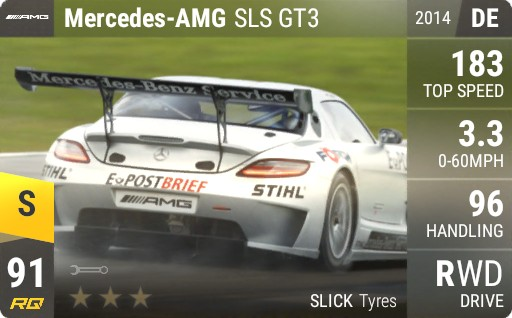 AMG Mercedes-AMG SLS GT3 2014 DE
183
TOP SPEED
3.3
0-60MPH
96
HANDLING
RWD
DRIVE
S
91
RQ
Mercedes-Benz Service
STIHL
E POSTBRIEF
STIHL
AMG
SLICK Tyres